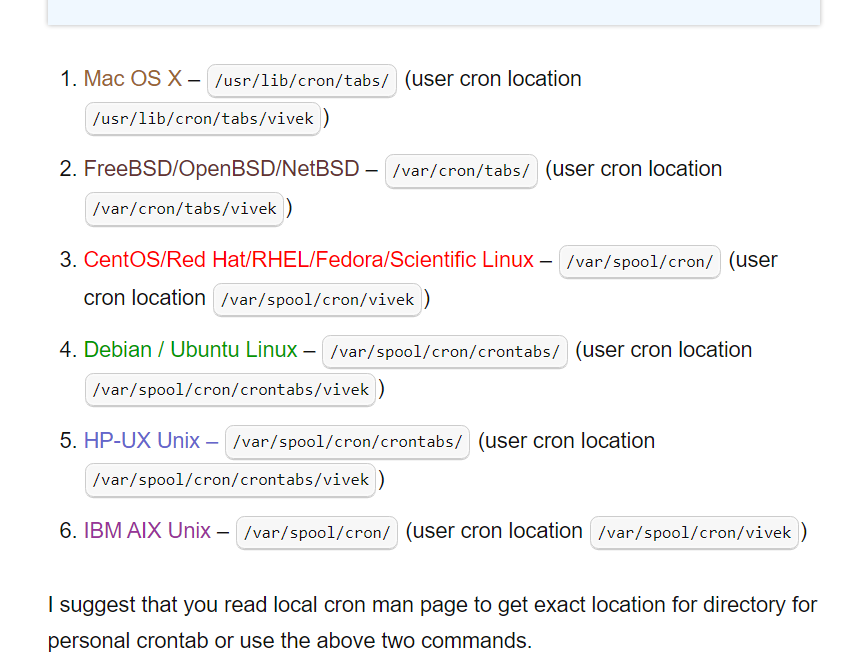 1. Mac OS X – /usr/lib/cron/tabs/ (user cron location
/usr/lib/cron/tabs/vivek)
2. FreeBSD/OpenBSD/NetBSD – /var/cron/tabs/ (user cron location
/var/cron/tabs/vivek)
3. CentOS/Red Hat/RHEL/Fedora/Scientific Linux – /var/spool/cron/ (user
cron location /var/spool/cron/vivek)
4. Debian / Ubuntu Linux – /var/spool/cron/crontabs/ (user cron location
/var/spool/cron/crontabs/vivek)
5. HP-UX Unix – /var/spool/cron/crontabs/ (user cron location
/var/spool/cron/crontabs/vivek)
6. IBM AIX Unix – /var/spool/cron/ (user cron location /var/spool/cron/vivek)
I suggest that you read local cron man page to get exact location for directory for
personal crontab or use the above two commands.